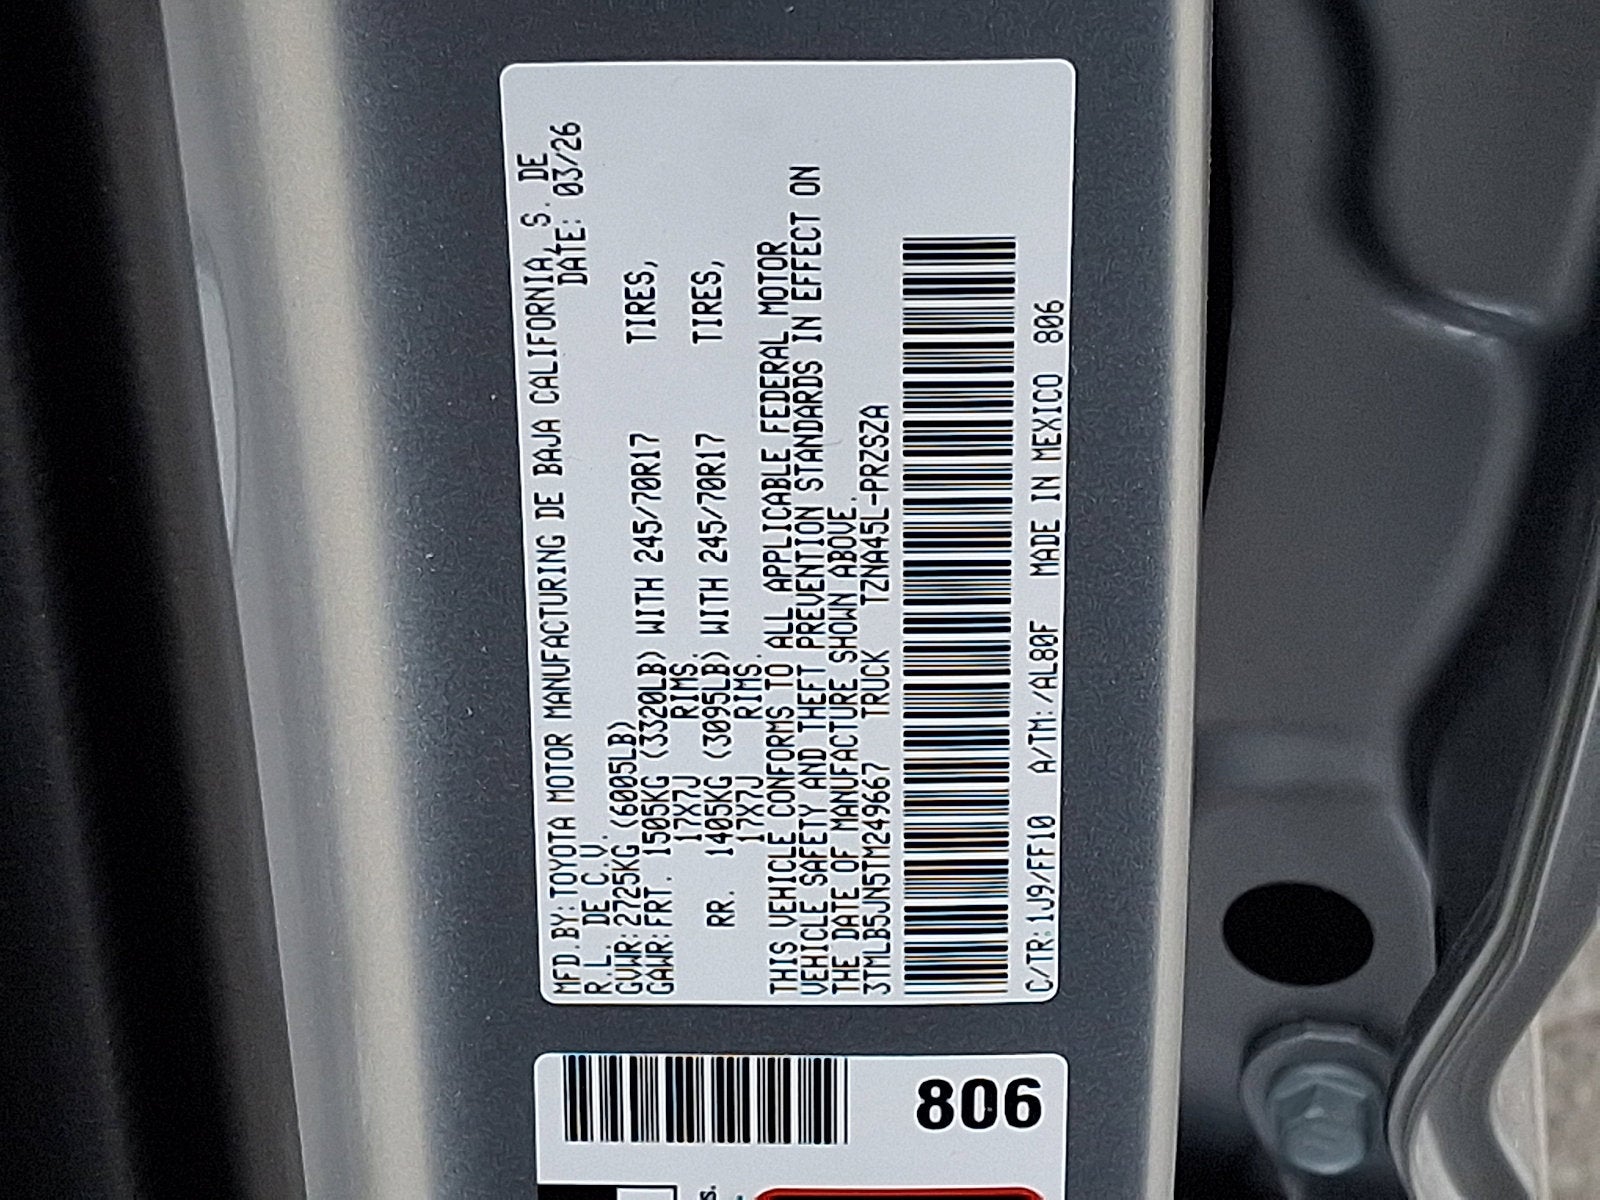 MFD.BY:TOYOTA MOTOR MANUFACTURING DE BAJA CALIFORNIA, S. DE
R.L. DE C.V. DATE: 03/26
GVWR:2725KG (6005LB)
GAWR:FRT. 1505KG (3320LB) WITH 245/70R17 TIRES,
17X7J RIMS.
RR. 1405KG (3095LB) WITH 245/70R17 TIRES,
17X7J RIMS.
THIS VEHICLE CONFORMS TO ALL APPLICABLE FEDERAL MOTOR
VEHICLE SAFETY AND THEFT PREVENTION STANDARDS IN EFFECT ON
THE DATE OF MANUFACTURE SHOWN ABOVE.
3TMLB5JN5TM249667 TRUCK TZNA45L-PRZSZA
C/TR:1J9/FF10 A/TM:/AL80F MADE IN MEXICO 806
806